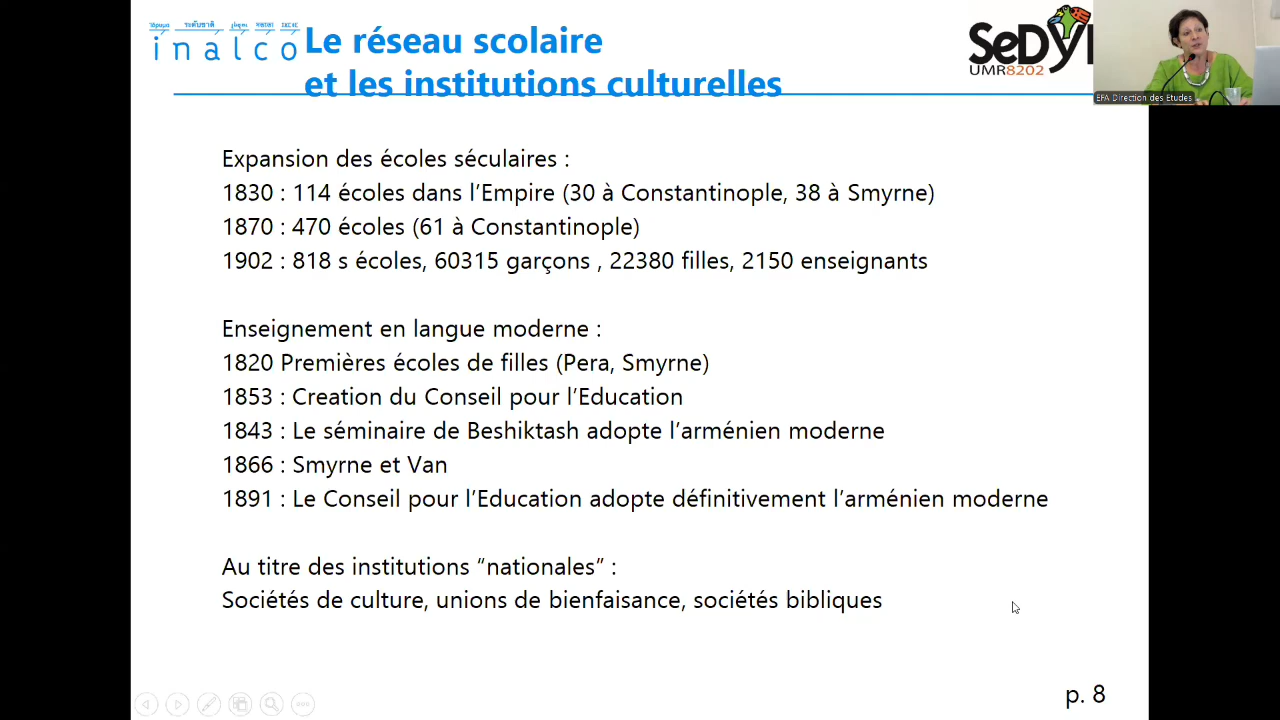 inalco
Le réseau scolaire
et les institutions culturelles
SeDyL
UMR8202
EFA Direction des Etudes
Expansion des écoles séculaires :
1830 : 114 écoles dans l’Empire (30 à Constantinople, 38 à Smyrne)
1870 : 470 écoles (61 à Constantinople)
1902 : 818 s écoles, 60315 garçons , 22380 filles, 2150 enseignants
Enseignement en langue moderne :
1820 Premières écoles de filles (Pera, Smyrne)
1853 : Creation du Conseil pour l’Education
1843 : Le séminaire de Beshiktash adopte l’arménien moderne
1866 : Smyrne et Van
1891 : Le Conseil pour l’Education adopte définitivement l’arménien moderne
Au titre des institutions “nationales” :
Sociétés de culture, unions de bienfaisance, sociétés bibliques
p. 8